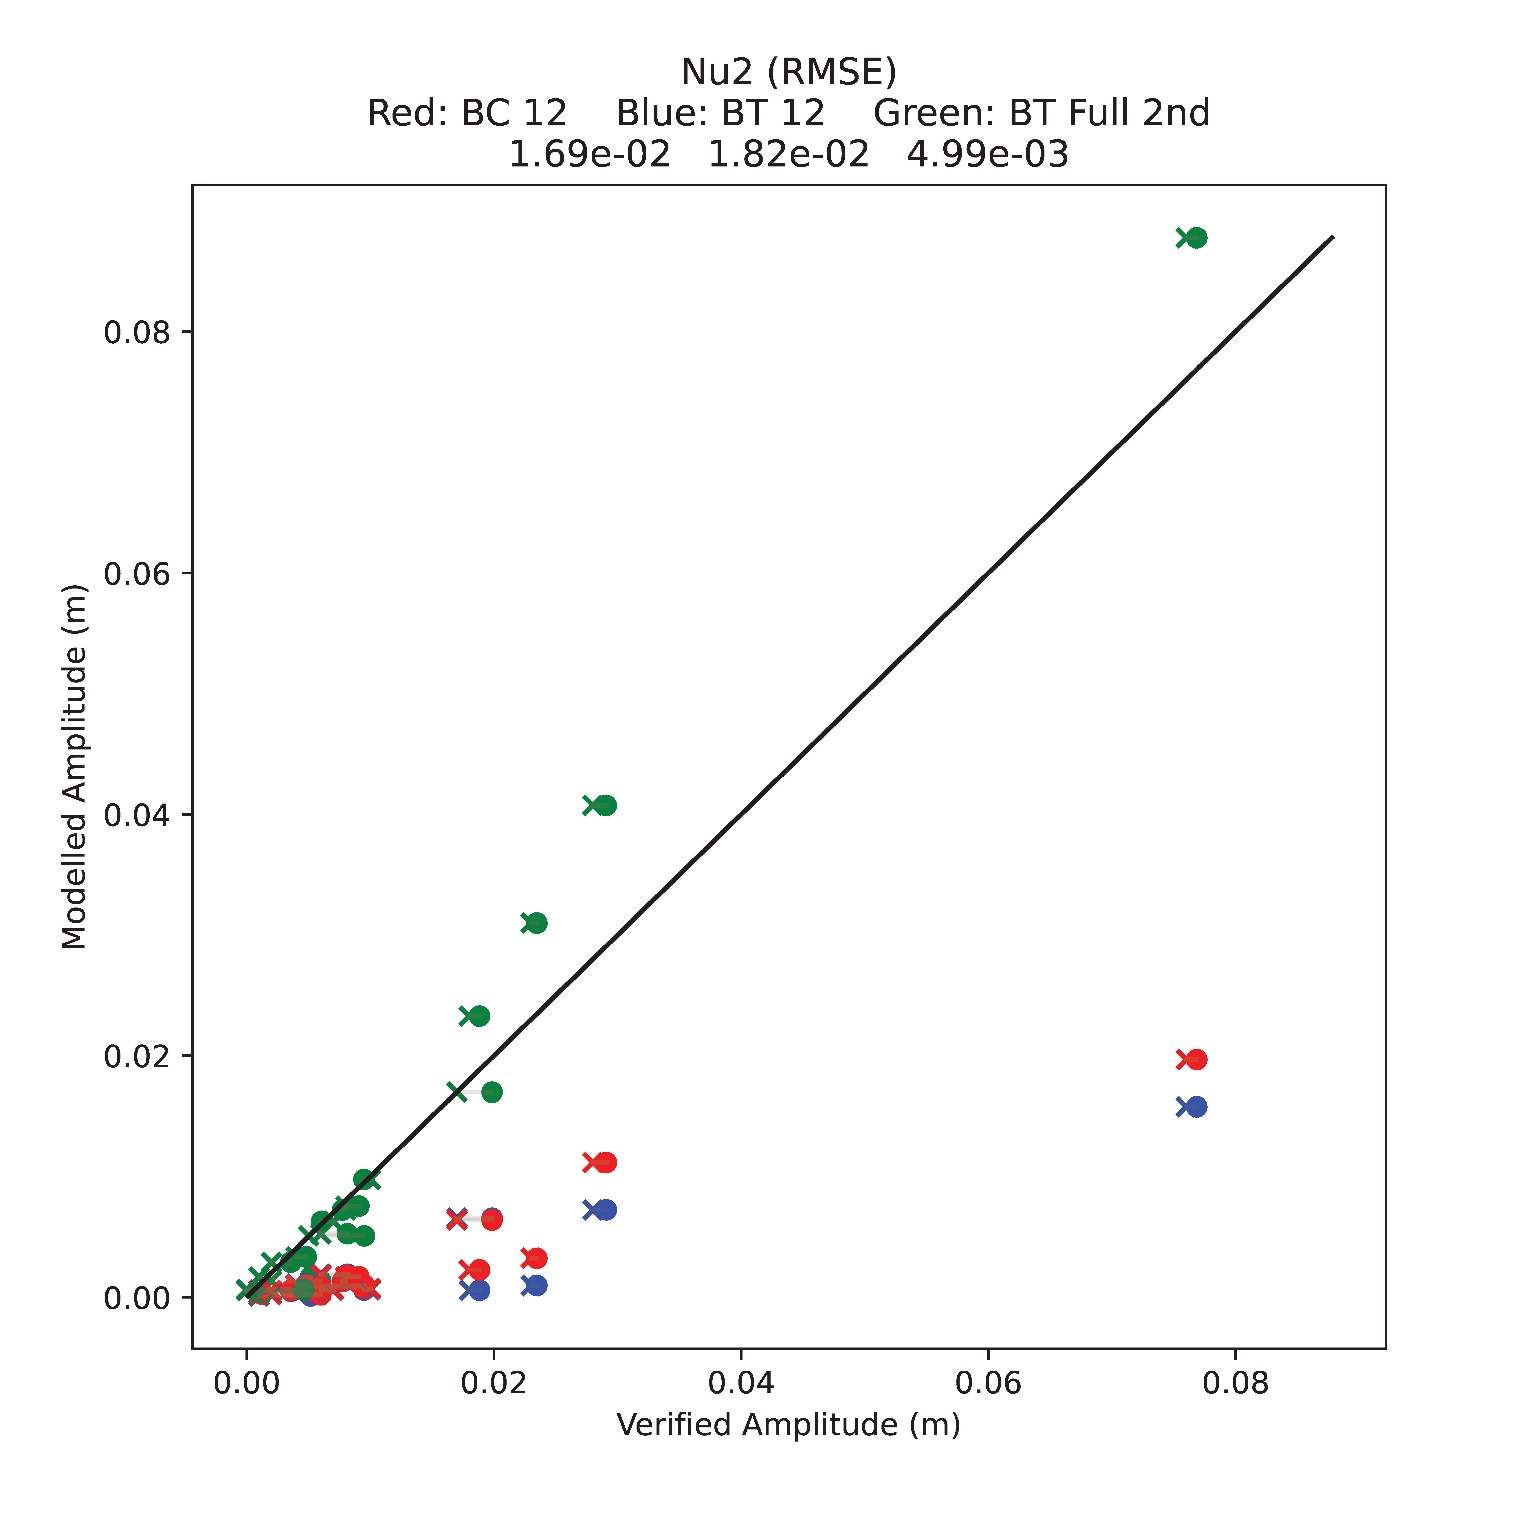 Nu2 (RMSE)
Red: BC 12 Blue: BT 12 Green: BT Full 2nd
1.69e-02 1.82e-02 4.99e-03
0.08
0.06
0.04
0.02
0.00
Modelled Amplitude (m)
0.00 0.02 0.04 0.06 0.08
Verified Amplitude (m)